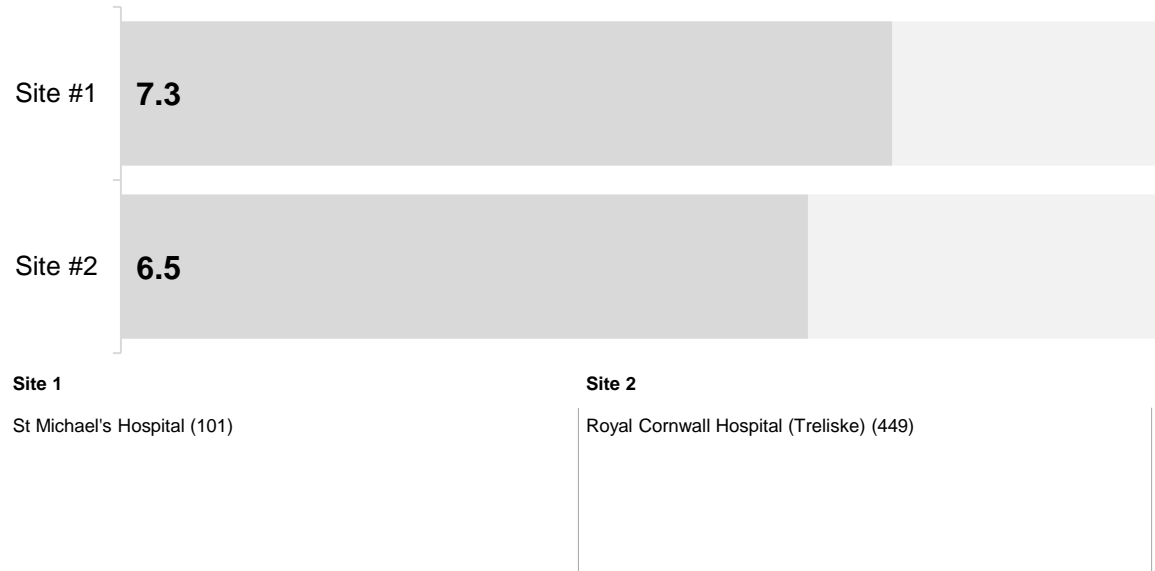 Site #1 7.3
Site #2 6.5
Site 1
Site 2
St Michael's Hospital (101)
Royal Cornwall Hospital (Treliske) (449)